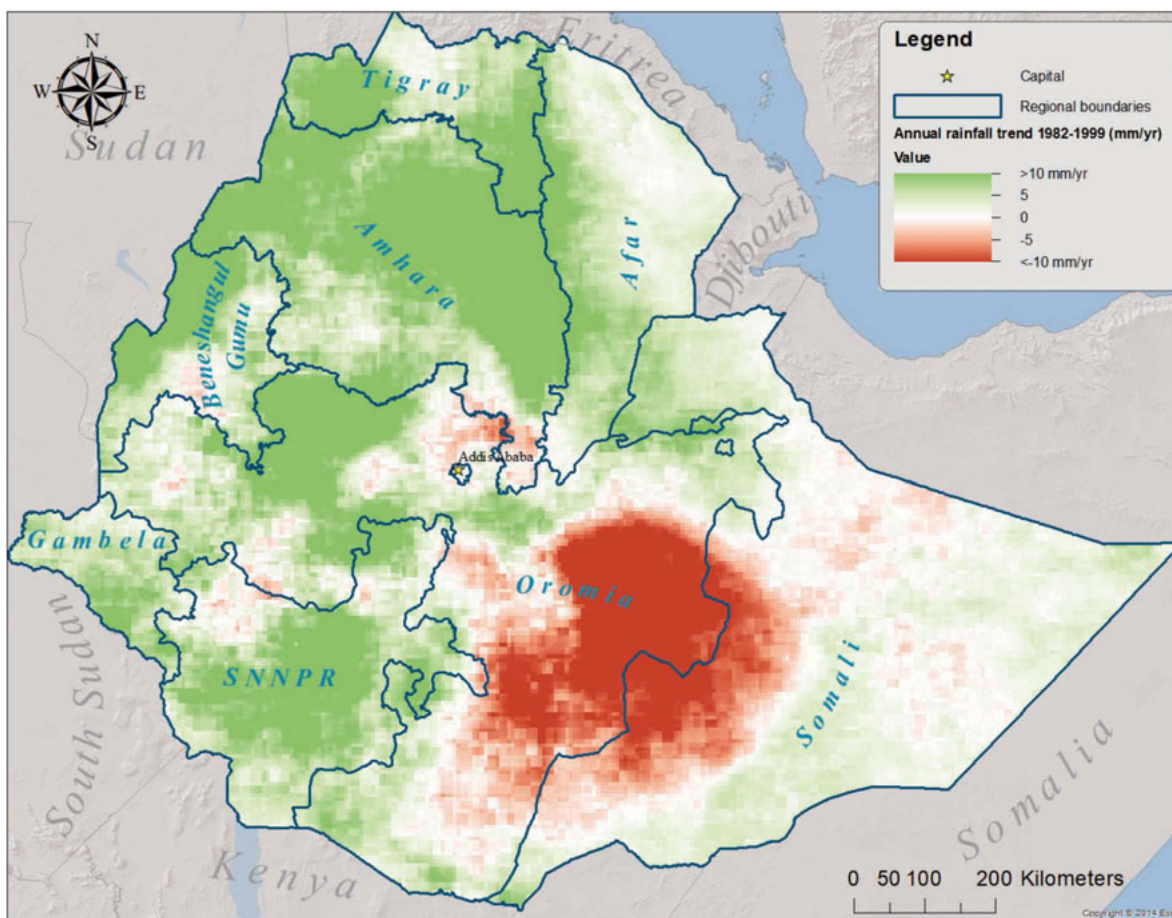 Legend
Capital
Regional boundaries
Annual rainfall trend 1982-1999 (mm/yr)
Value
>10 mm/yr
5
0
-5
<-10 mm/yr
N
W E
S
Eritrea
Tigray
Sudan
Amhara
Afar
Djibouti
Beneshangul
Gumu
Addis Ababa
Gambela
Oromia
SNNPR
Somali
South Sudan
Somalia
Kenya
0 50 100 200 Kilometers
Copyright © 2014